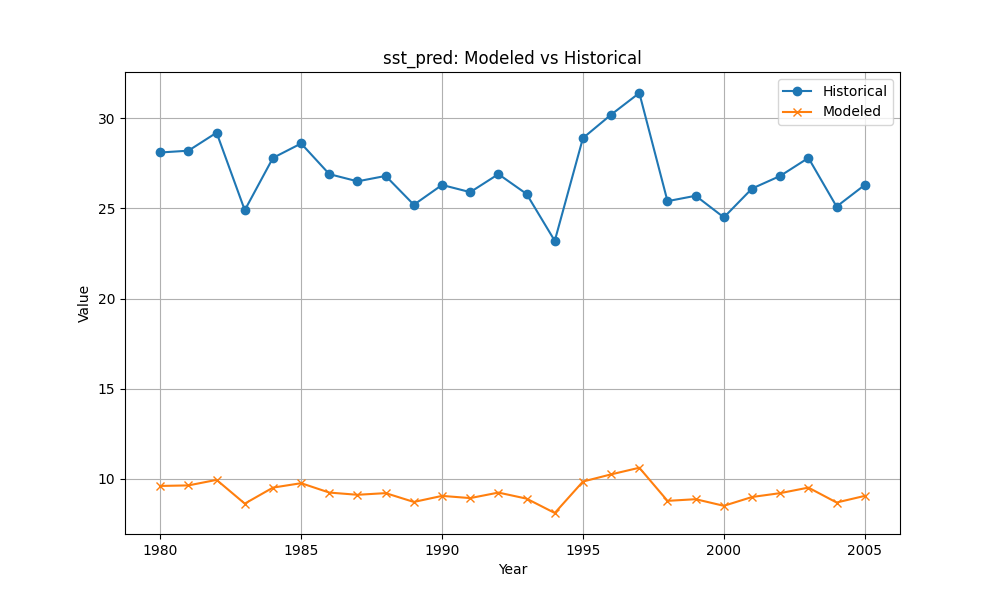 sst_pred: Modeled vs Historical
Historical
Modeled
Value
30
25
20
15
10
1980
1985
1990
1995
2000
2005
Year